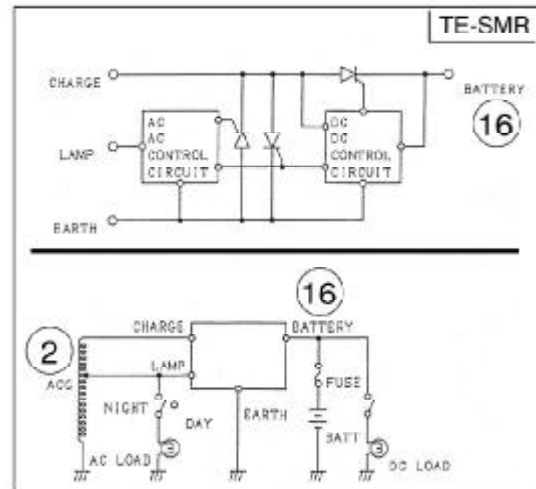 TE-SMR
CHARGE
BATTERY
16
AC
AC
CONTROL
CIRCUIT
DC
DC
CONTROL
CIRCUIT
LAMP
EARTH
16
CHARGE
BATTERY
2
ACG
LAMP
FUSE
NIGHT
DAY
EARTH
BATT
AC LOAD
DC LOAD